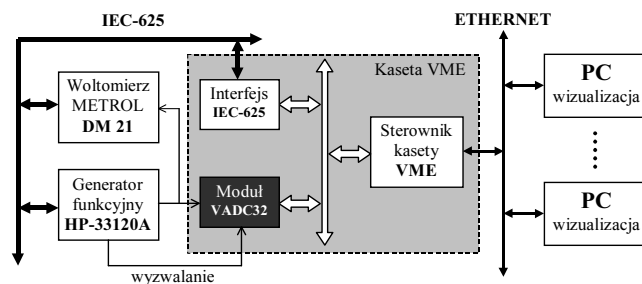 IEC-625
ETHERNET
Kaseta VME
Woltomierz
METROL
DM 21
Interfejs
IEC-625
PC
wizualizacja
Sterownik
kasety
VME
Generator
funkcyjny
HP-33120A
Moduł
VADC32
PC
wizualizacja
wyzwalanie